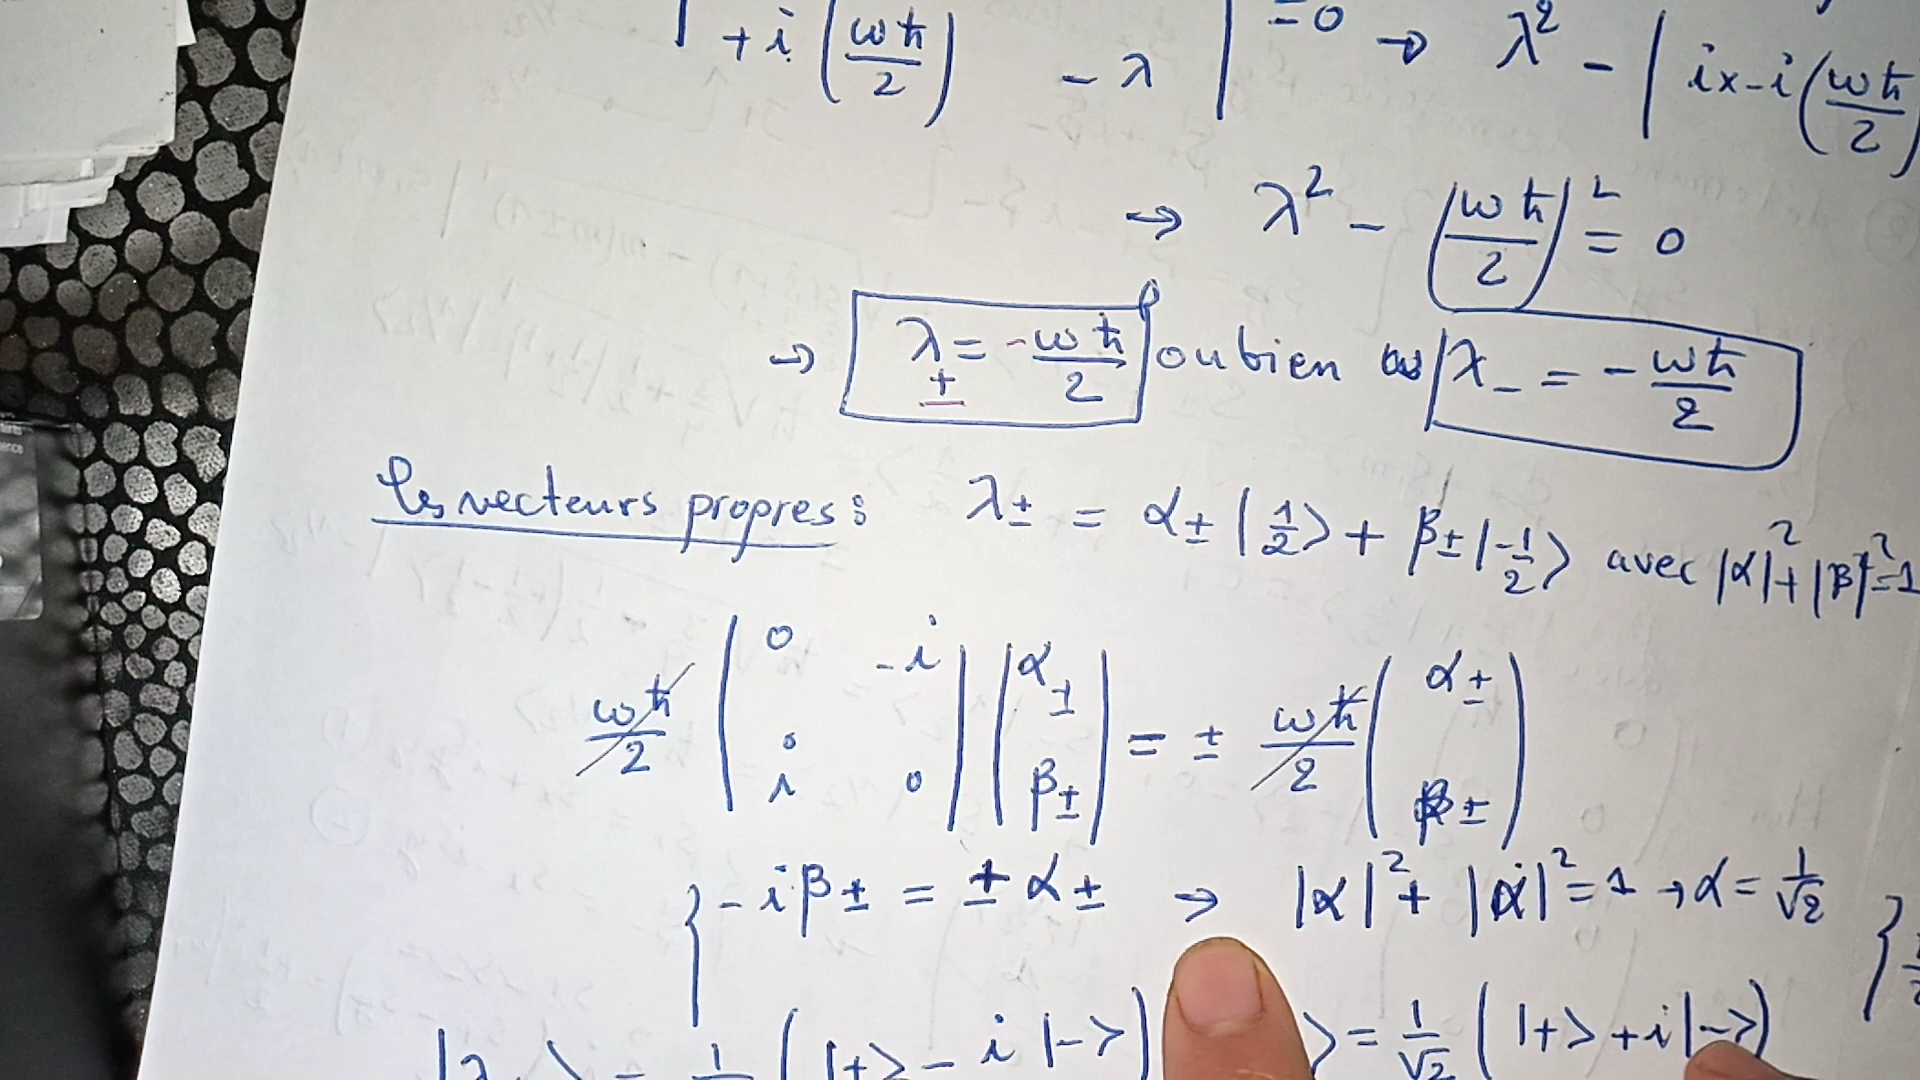 +i(ωħ/2) -λ | =0 → λ² - | ix-i(ωħ/2)
→ λ² - (ωħ/2)² = 0
→ λ± = -ωħ/2 ou bien λ_- = -ωħ/2
les vecteurs propres : λ± = α± |1/2> + β± |-1/2> avec |α|²+|β|²=1
ωħ/2 | 0 -i | | α± | = ± ωħ/2 ( α± )
| i 0 | | β± | ( β± )
{ -iβ± = ±α± → |α|² + |α|² = 1 → α = 1/√2 }
|λ > = 1 ( |+> - i |-> ) > = 1/√2 ( |+> + i |-> )